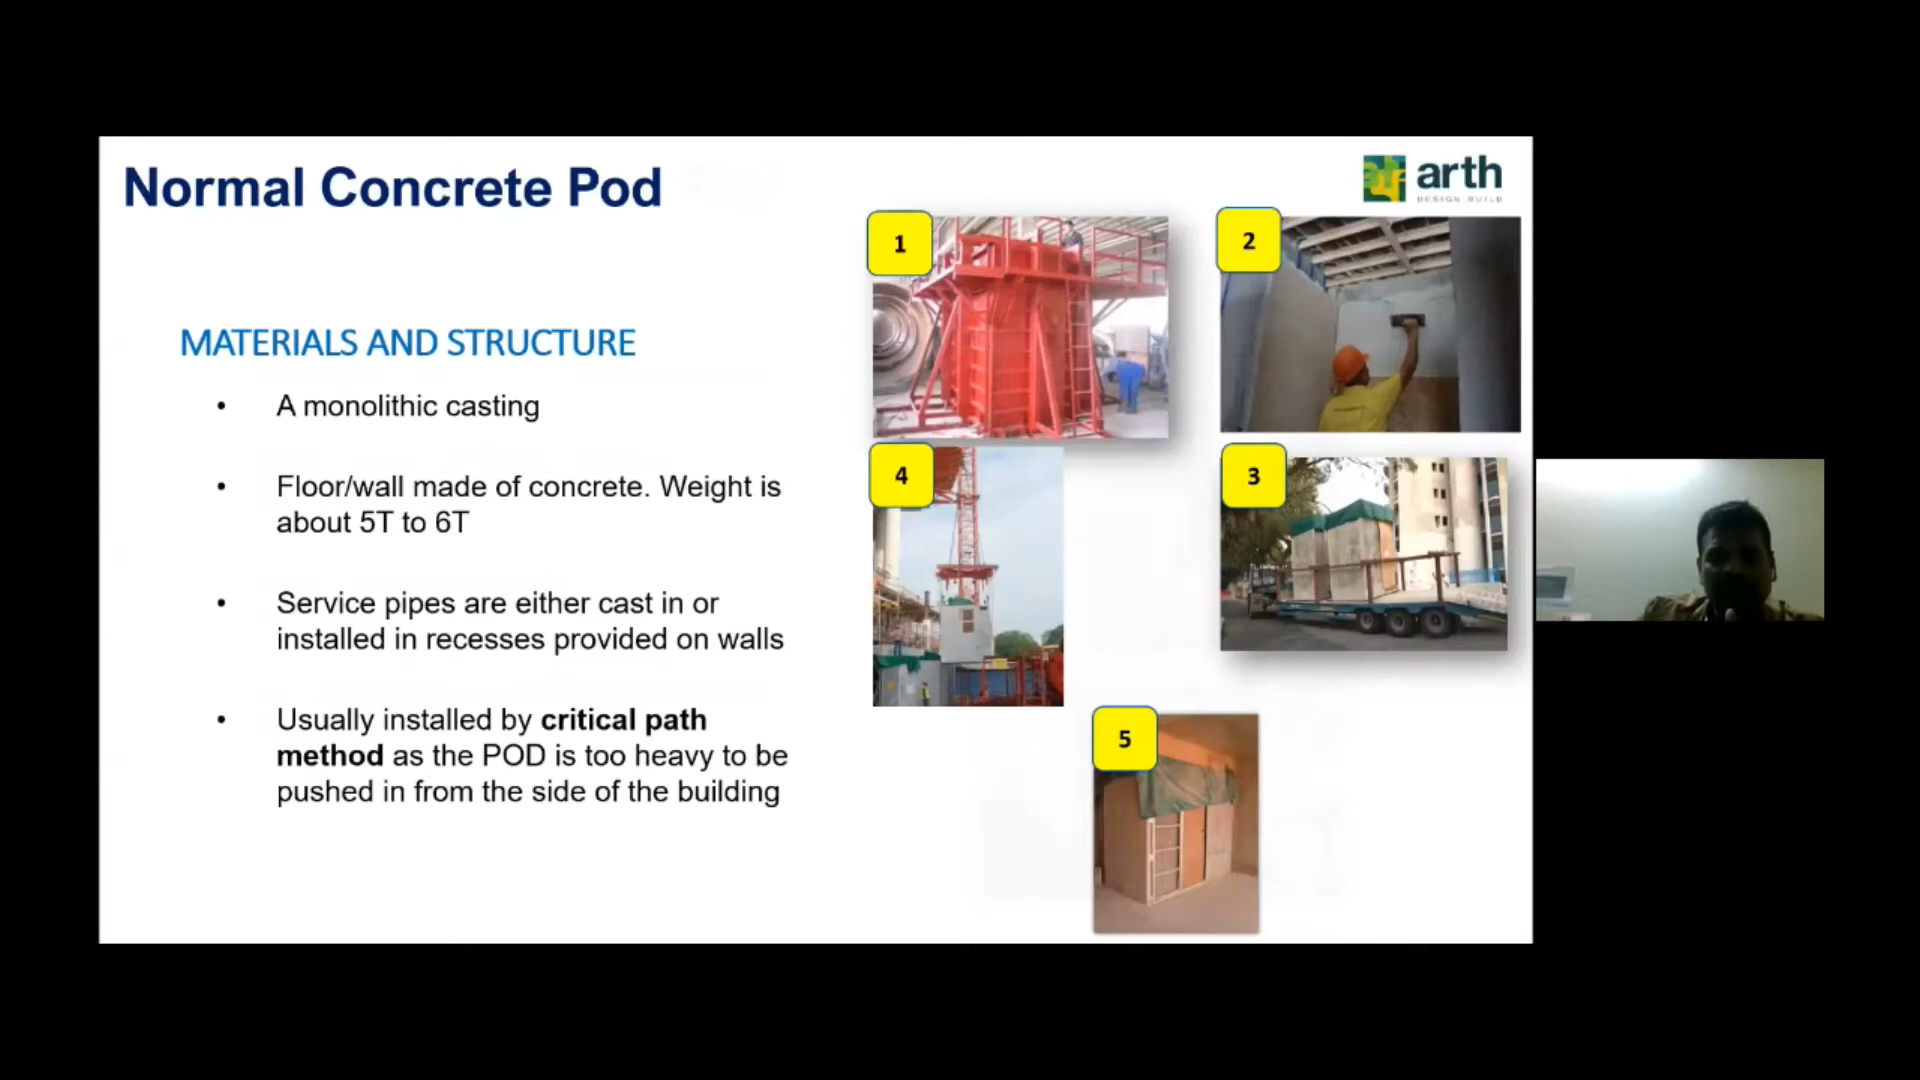 Normal Concrete Pod
arth
DESIGN BUILD
MATERIALS AND STRUCTURE
• A monolithic casting
• Floor/wall made of concrete. Weight is
about 5T to 6T
• Service pipes are either cast in or
installed in recesses provided on walls
• Usually installed by critical path
method as the POD is too heavy to be
pushed in from the side of the building
1
2
4
3
5